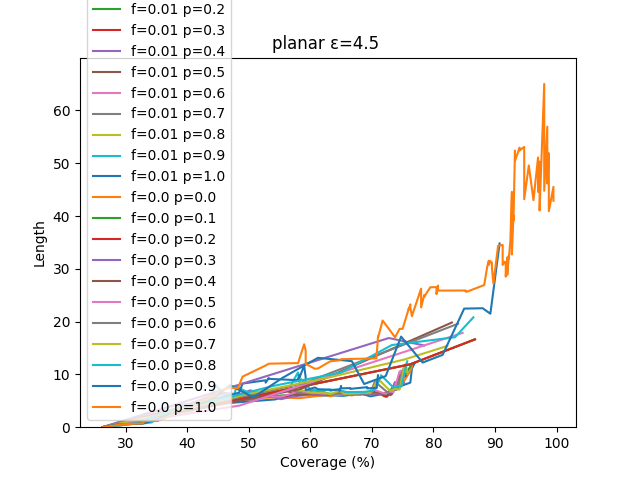 f=0.01 p=0.2
f=0.01 p=0.3
f=0.01 p=0.4
f=0.01 p=0.5
f=0.01 p=0.6
f=0.01 p=0.7
f=0.01 p=0.8
f=0.01 p=0.9
f=0.01 p=1.0
f=0.0 p=0.0
f=0.0 p=0.1
f=0.0 p=0.2
f=0.0 p=0.3
f=0.0 p=0.4
f=0.0 p=0.5
f=0.0 p=0.6
f=0.0 p=0.7
f=0.0 p=0.8
f=0.0 p=0.9
f=0.0 p=1.0
planar ε=4.5
Length
60
50
40
30
20
10
0
30 40 50 60 70 80 90 100
Coverage (%)